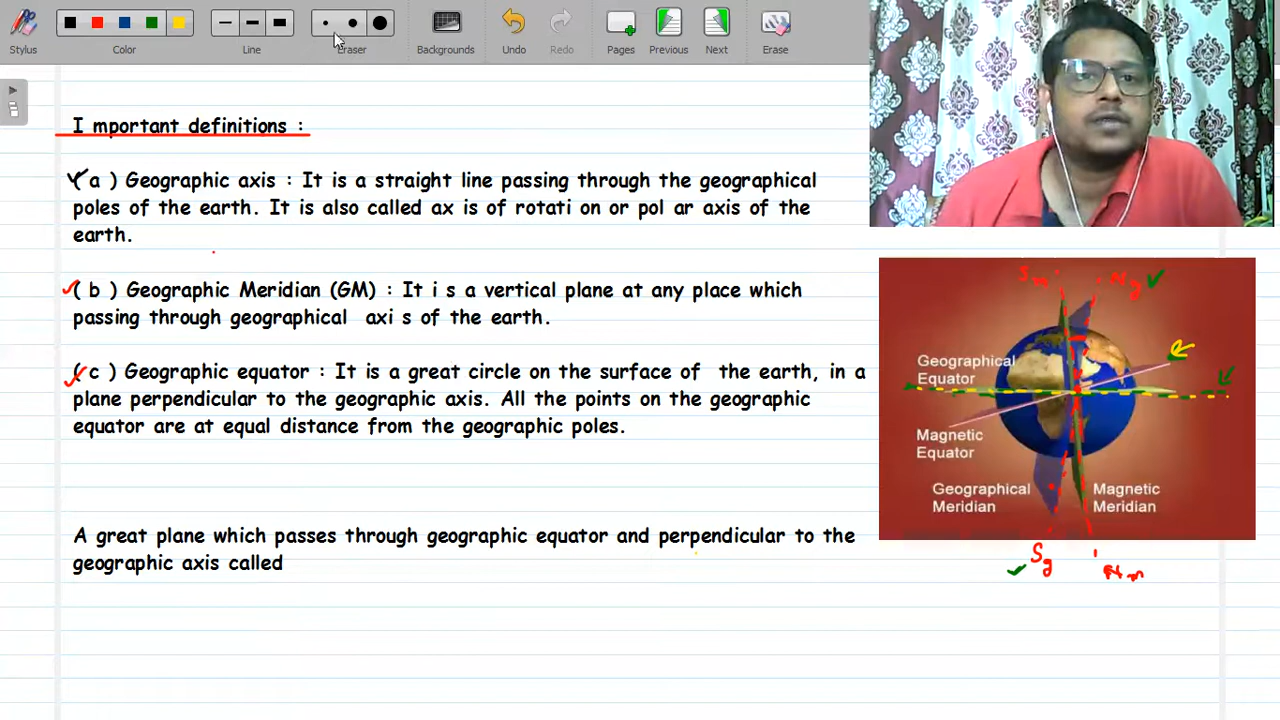 Stylus
Color
Line
Eraser
Backgrounds
Undo
Redo
Pages
Previous
Next
Erase
I mportant definitions :
( a ) Geographic axis : It is a straight line passing through the geographical
poles of the earth. It is also called ax is of rotati on or pol ar axis of the
earth.
( b ) Geographic Meridian (GM) : It i s a vertical plane at any place which
passing through geographical axi s of the earth.
( c ) Geographic equator : It is a great circle on the surface of the earth, in a
plane perpendicular to the geographic axis. All the points on the geographic
equator are at equal distance from the geographic poles.
A great plane which passes through geographic equator and perpendicular to the
geographic axis called
Sm
Ng
Geographical
Equator
Magnetic
Equator
Geographical
Meridian
Magnetic
Meridian
Sg
Nm